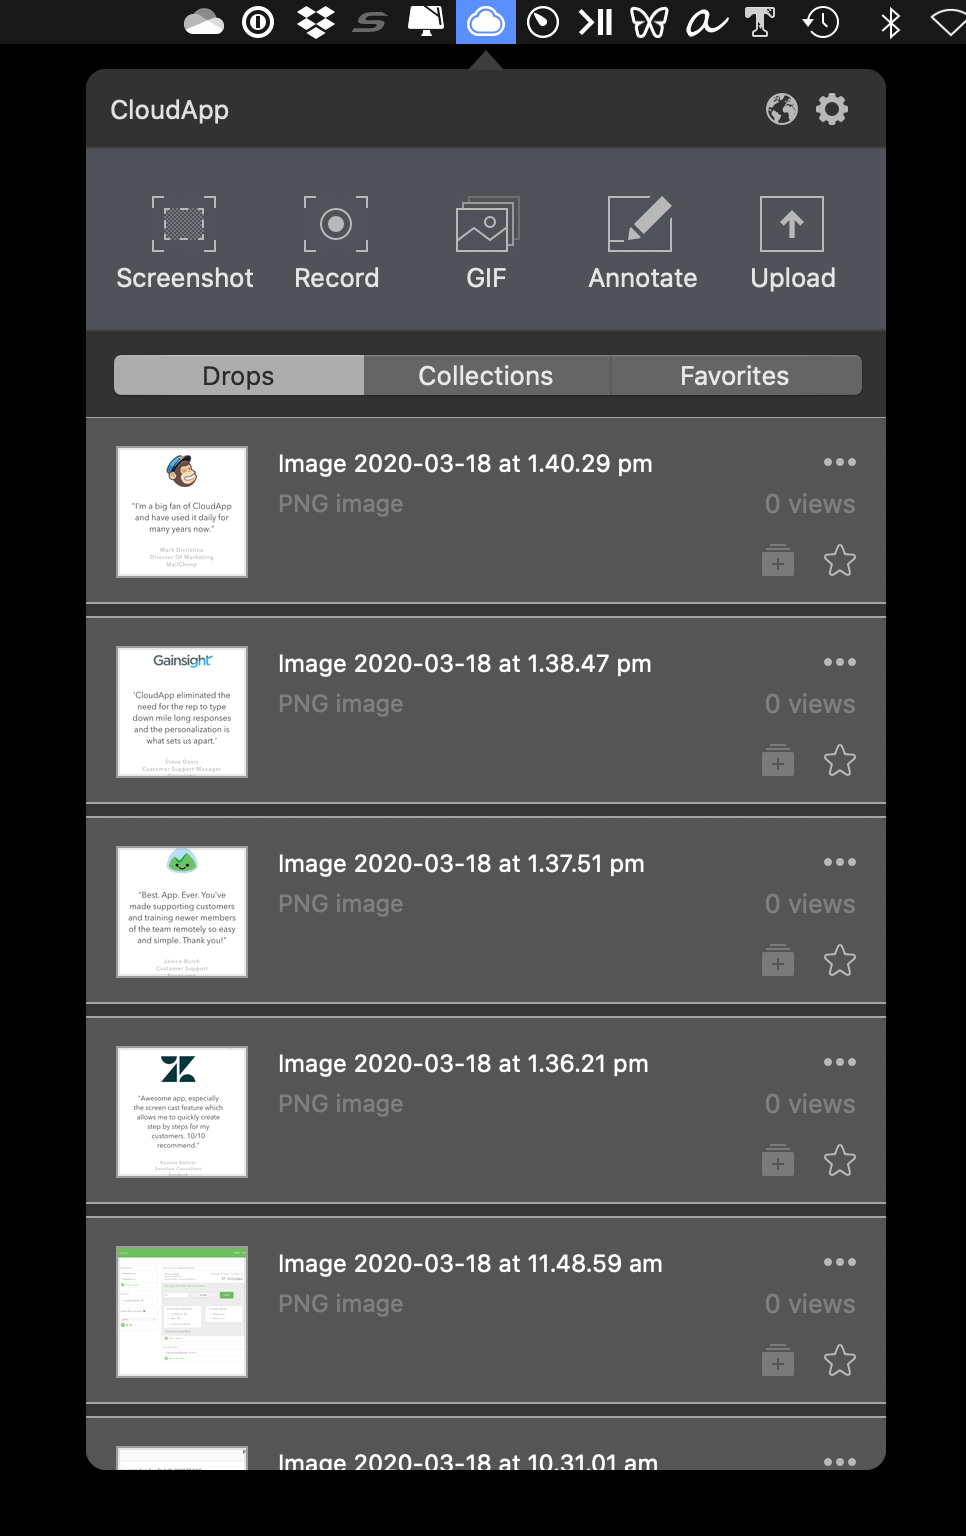 CloudApp
Screenshot Record GIF Annotate Upload
Drops Collections Favorites
Image 2020-03-18 at 1.40.29 pm
PNG image 0 views
"I'm a big fan of CloudApp
and have used it daily for
many years now."
Mark Dicristina
Director Of Marketing
MailChimp
Image 2020-03-18 at 1.38.47 pm
PNG image 0 views
Gainsight
'CloudApp eliminated the
need for the rep to type
down mile long responses
and the personalization is
what sets us apart.'
Steve Davis
Customer Support Manager
Image 2020-03-18 at 1.37.51 pm
PNG image 0 views
"Best. App. Ever. You've
made supporting customers
and training newer members
of the team remotely so easy
and simple. Thank you!"
Janice Burch
Customer Support
Image 2020-03-18 at 1.36.21 pm
PNG image 0 views
"Awesome app, especially
the screen cast feature which
allows me to quickly create
step by steps for my
customers. 10/10
recommend."
Solution Consultant
Image 2020-03-18 at 11.48.59 am
PNG image 0 views
Image 2020-03-18 at 10.31.01 am